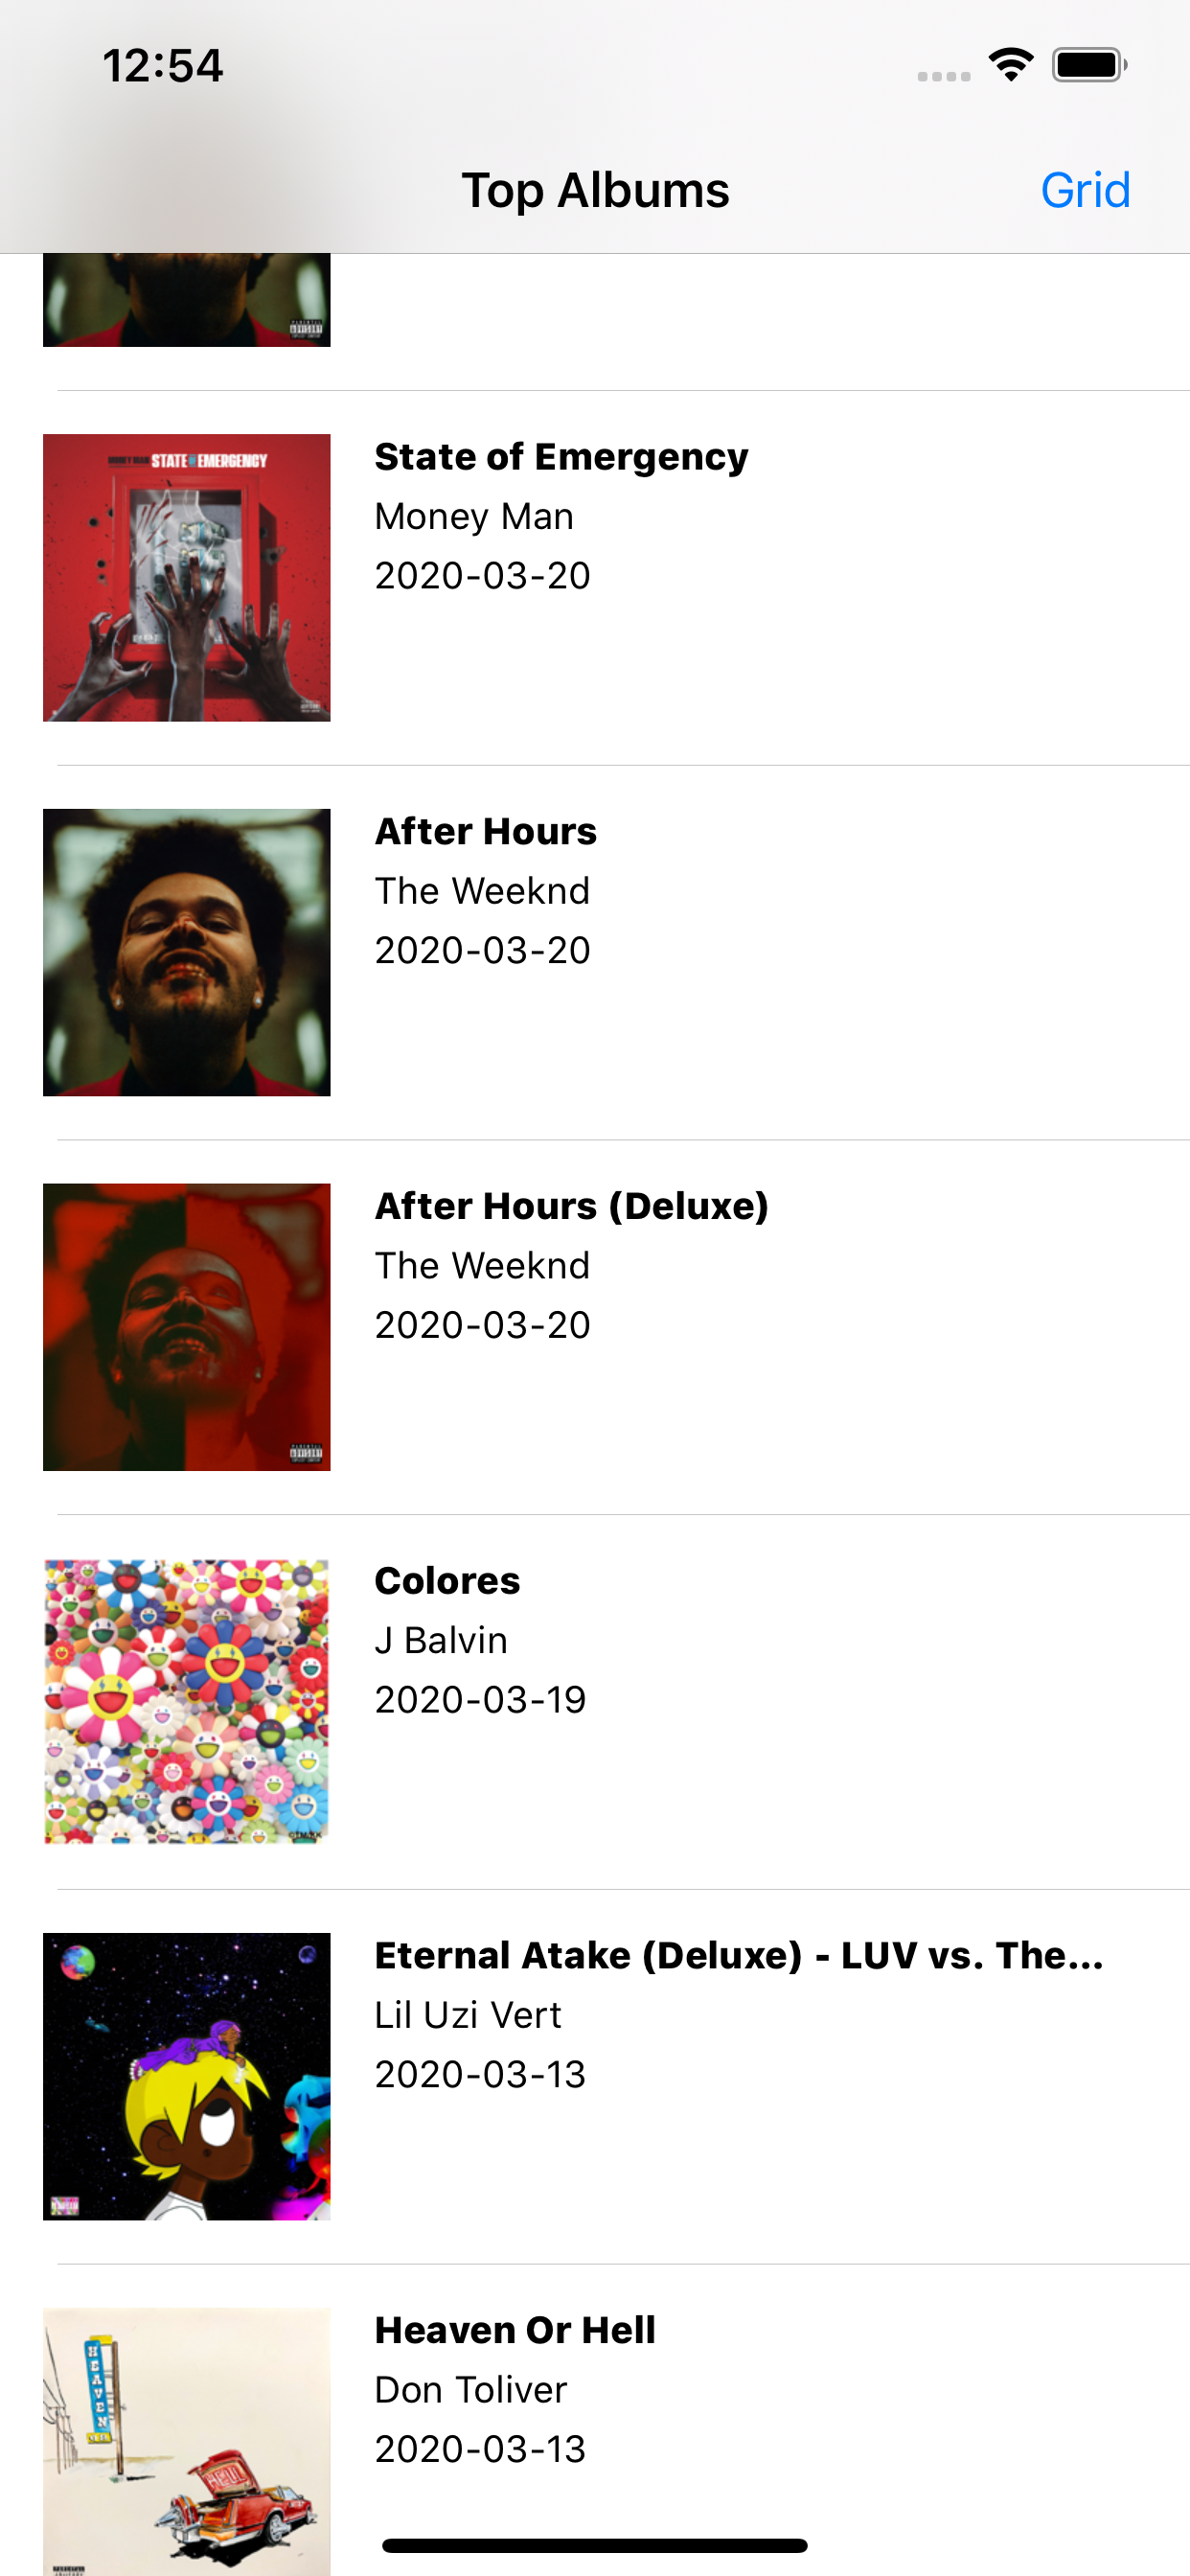 12:54
Top Albums
Grid
STATE OF EMERGENCY
State of Emergency
Money Man
2020-03-20
After Hours
The Weeknd
2020-03-20
After Hours (Deluxe)
The Weeknd
2020-03-20
Colores
J Balvin
2020-03-19
Eternal Atake (Deluxe) - LUV vs. The...
Lil Uzi Vert
2020-03-13
Heaven Or Hell
Don Toliver
2020-03-13
HEAVEN
HELL